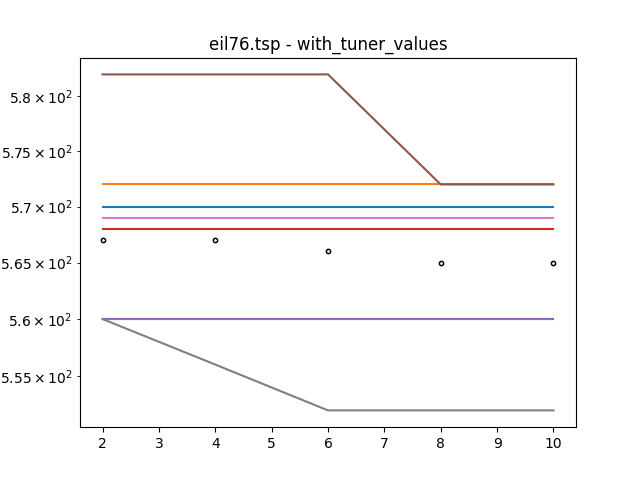 eil76.tsp - with_tuner_values
5.8 × 10²
5.75 × 10²
5.7 × 10²
5.65 × 10²
5.6 × 10²
5.55 × 10²
2 3 4 5 6 7 8 9 10